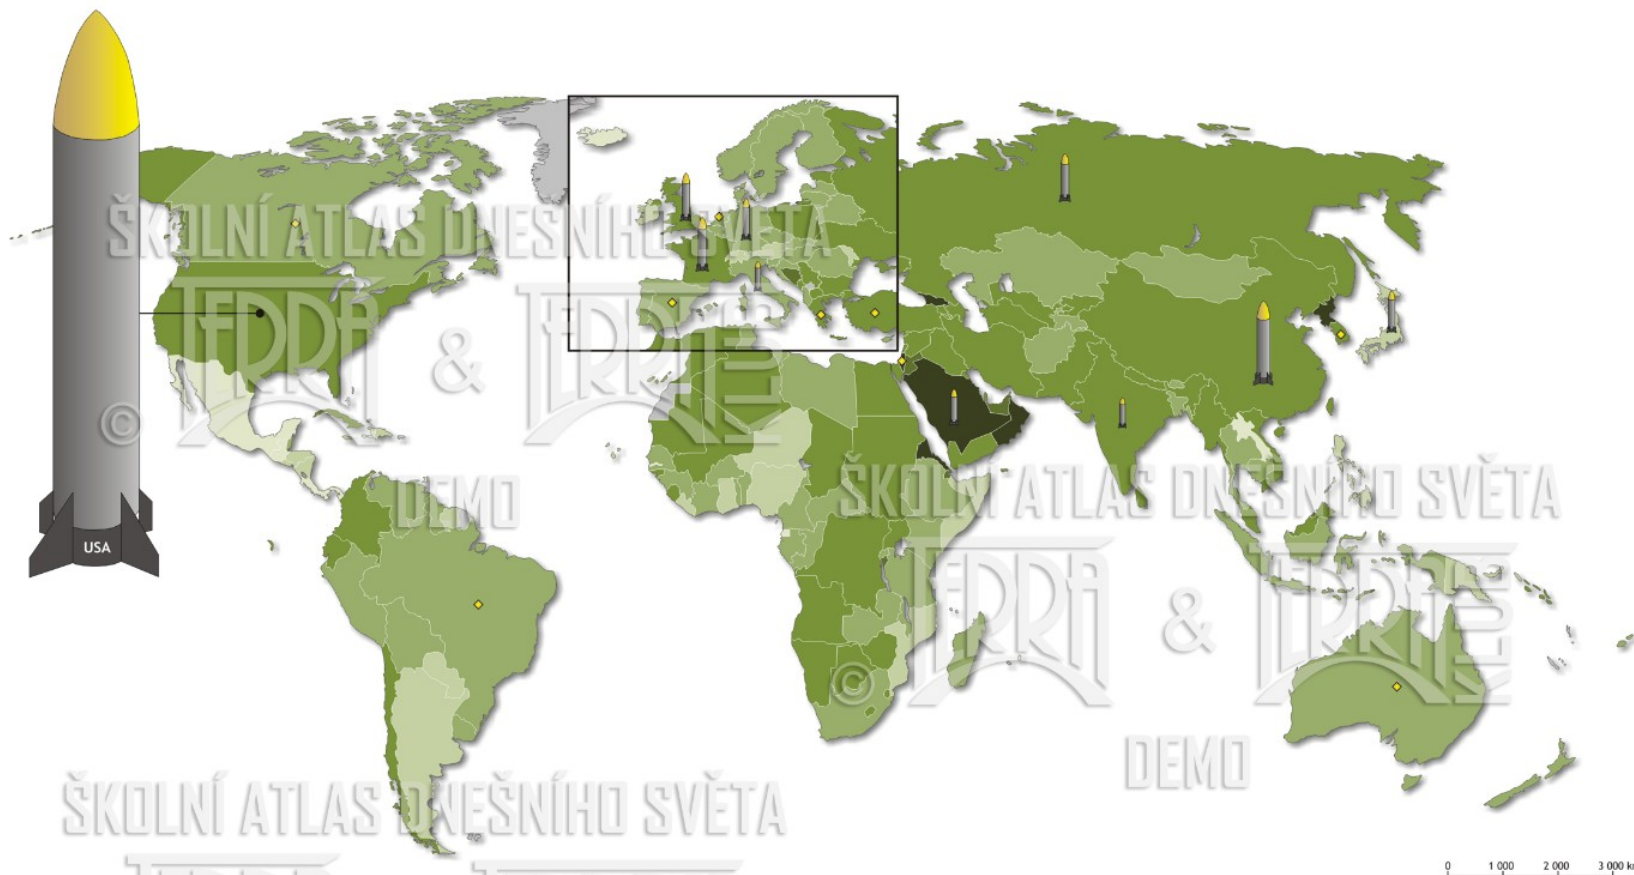 ŠKOLNÍ ATLAS DNEŠNÍHO SVĚTA
© TERRA & TERRA
DEMO
USA
ŠKOLNÍ ATLAS DNEŠNÍHO SVĚTA
© TERRA & TERRA
DEMO
ŠKOLNÍ ATLAS DNEŠNÍHO SVĚTA
0 1 000 2 000 3 000 k